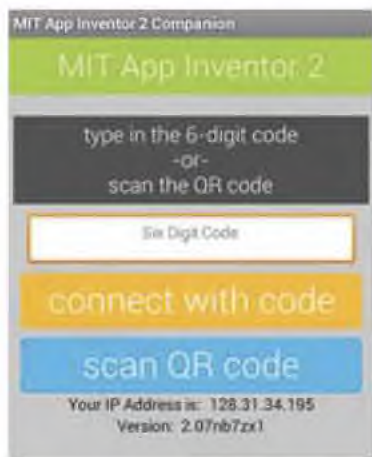 MIT App Inventor 2 Companion
MIT App Inventor 2
type in the 6-digit code
-or-
scan the QR code
Six Digit Code
connect with code
scan QR code
Your IP Address is: 128.31.34.195
Version: 2.07nb7zx1